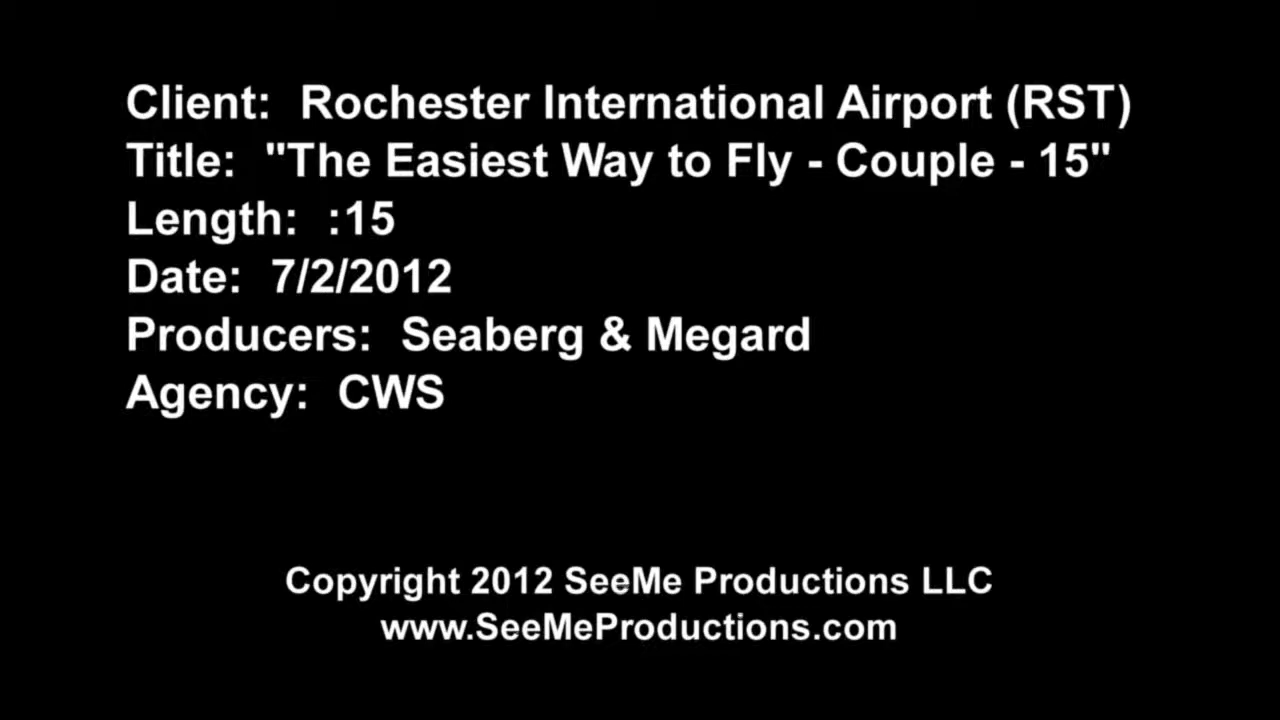 Client:  Rochester International Airport (RST)
Title:  "The Easiest Way to Fly - Couple - 15"
Length:  :15
Date:  7/2/2012
Producers:  Seaberg & Megard
Agency:  CWS
Copyright 2012 SeeMe Productions LLC
www.SeeMeProductions.com